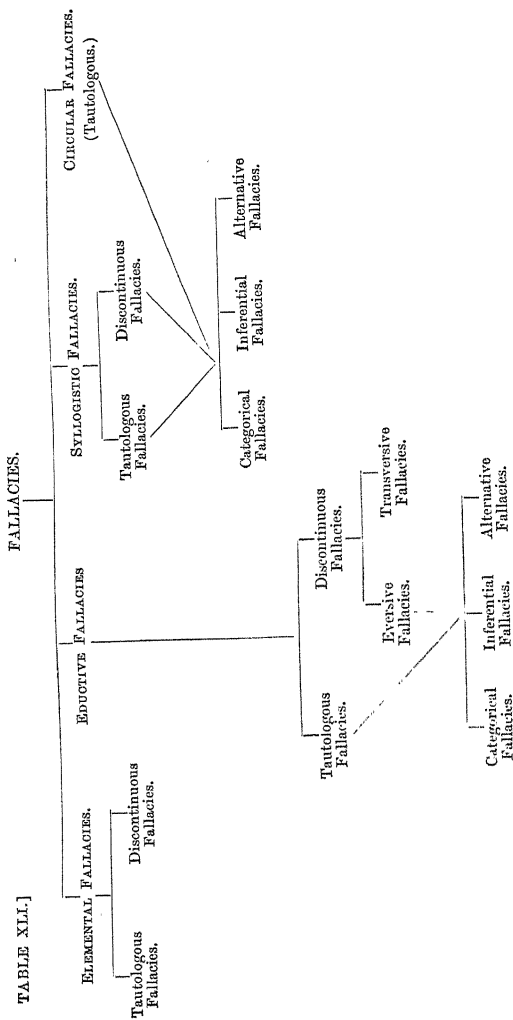 TABLE XLI.]
FALLACIES.
ELEMENTAL FALLACIES.
Tautologous
Fallacies.
Discontinuous
Fallacies.
EDUCTIVE FALLACIES
Tautologous
Fallacies.
Discontinuous
Fallacies.
Eversive
Fallacies.
Transversive
Fallacies.
Categorical
Fallacies.
Inferential
Fallacies.
Alternative
Fallacies.
SYLLOGISTIC FALLACIES.
Tautologous
Fallacies.
Discontinuous
Fallacies.
CIRCULAR FALLACIES.
(Tautologous.)
Categorical
Fallacies.
Inferential
Fallacies.
Alternative
Fallacies.